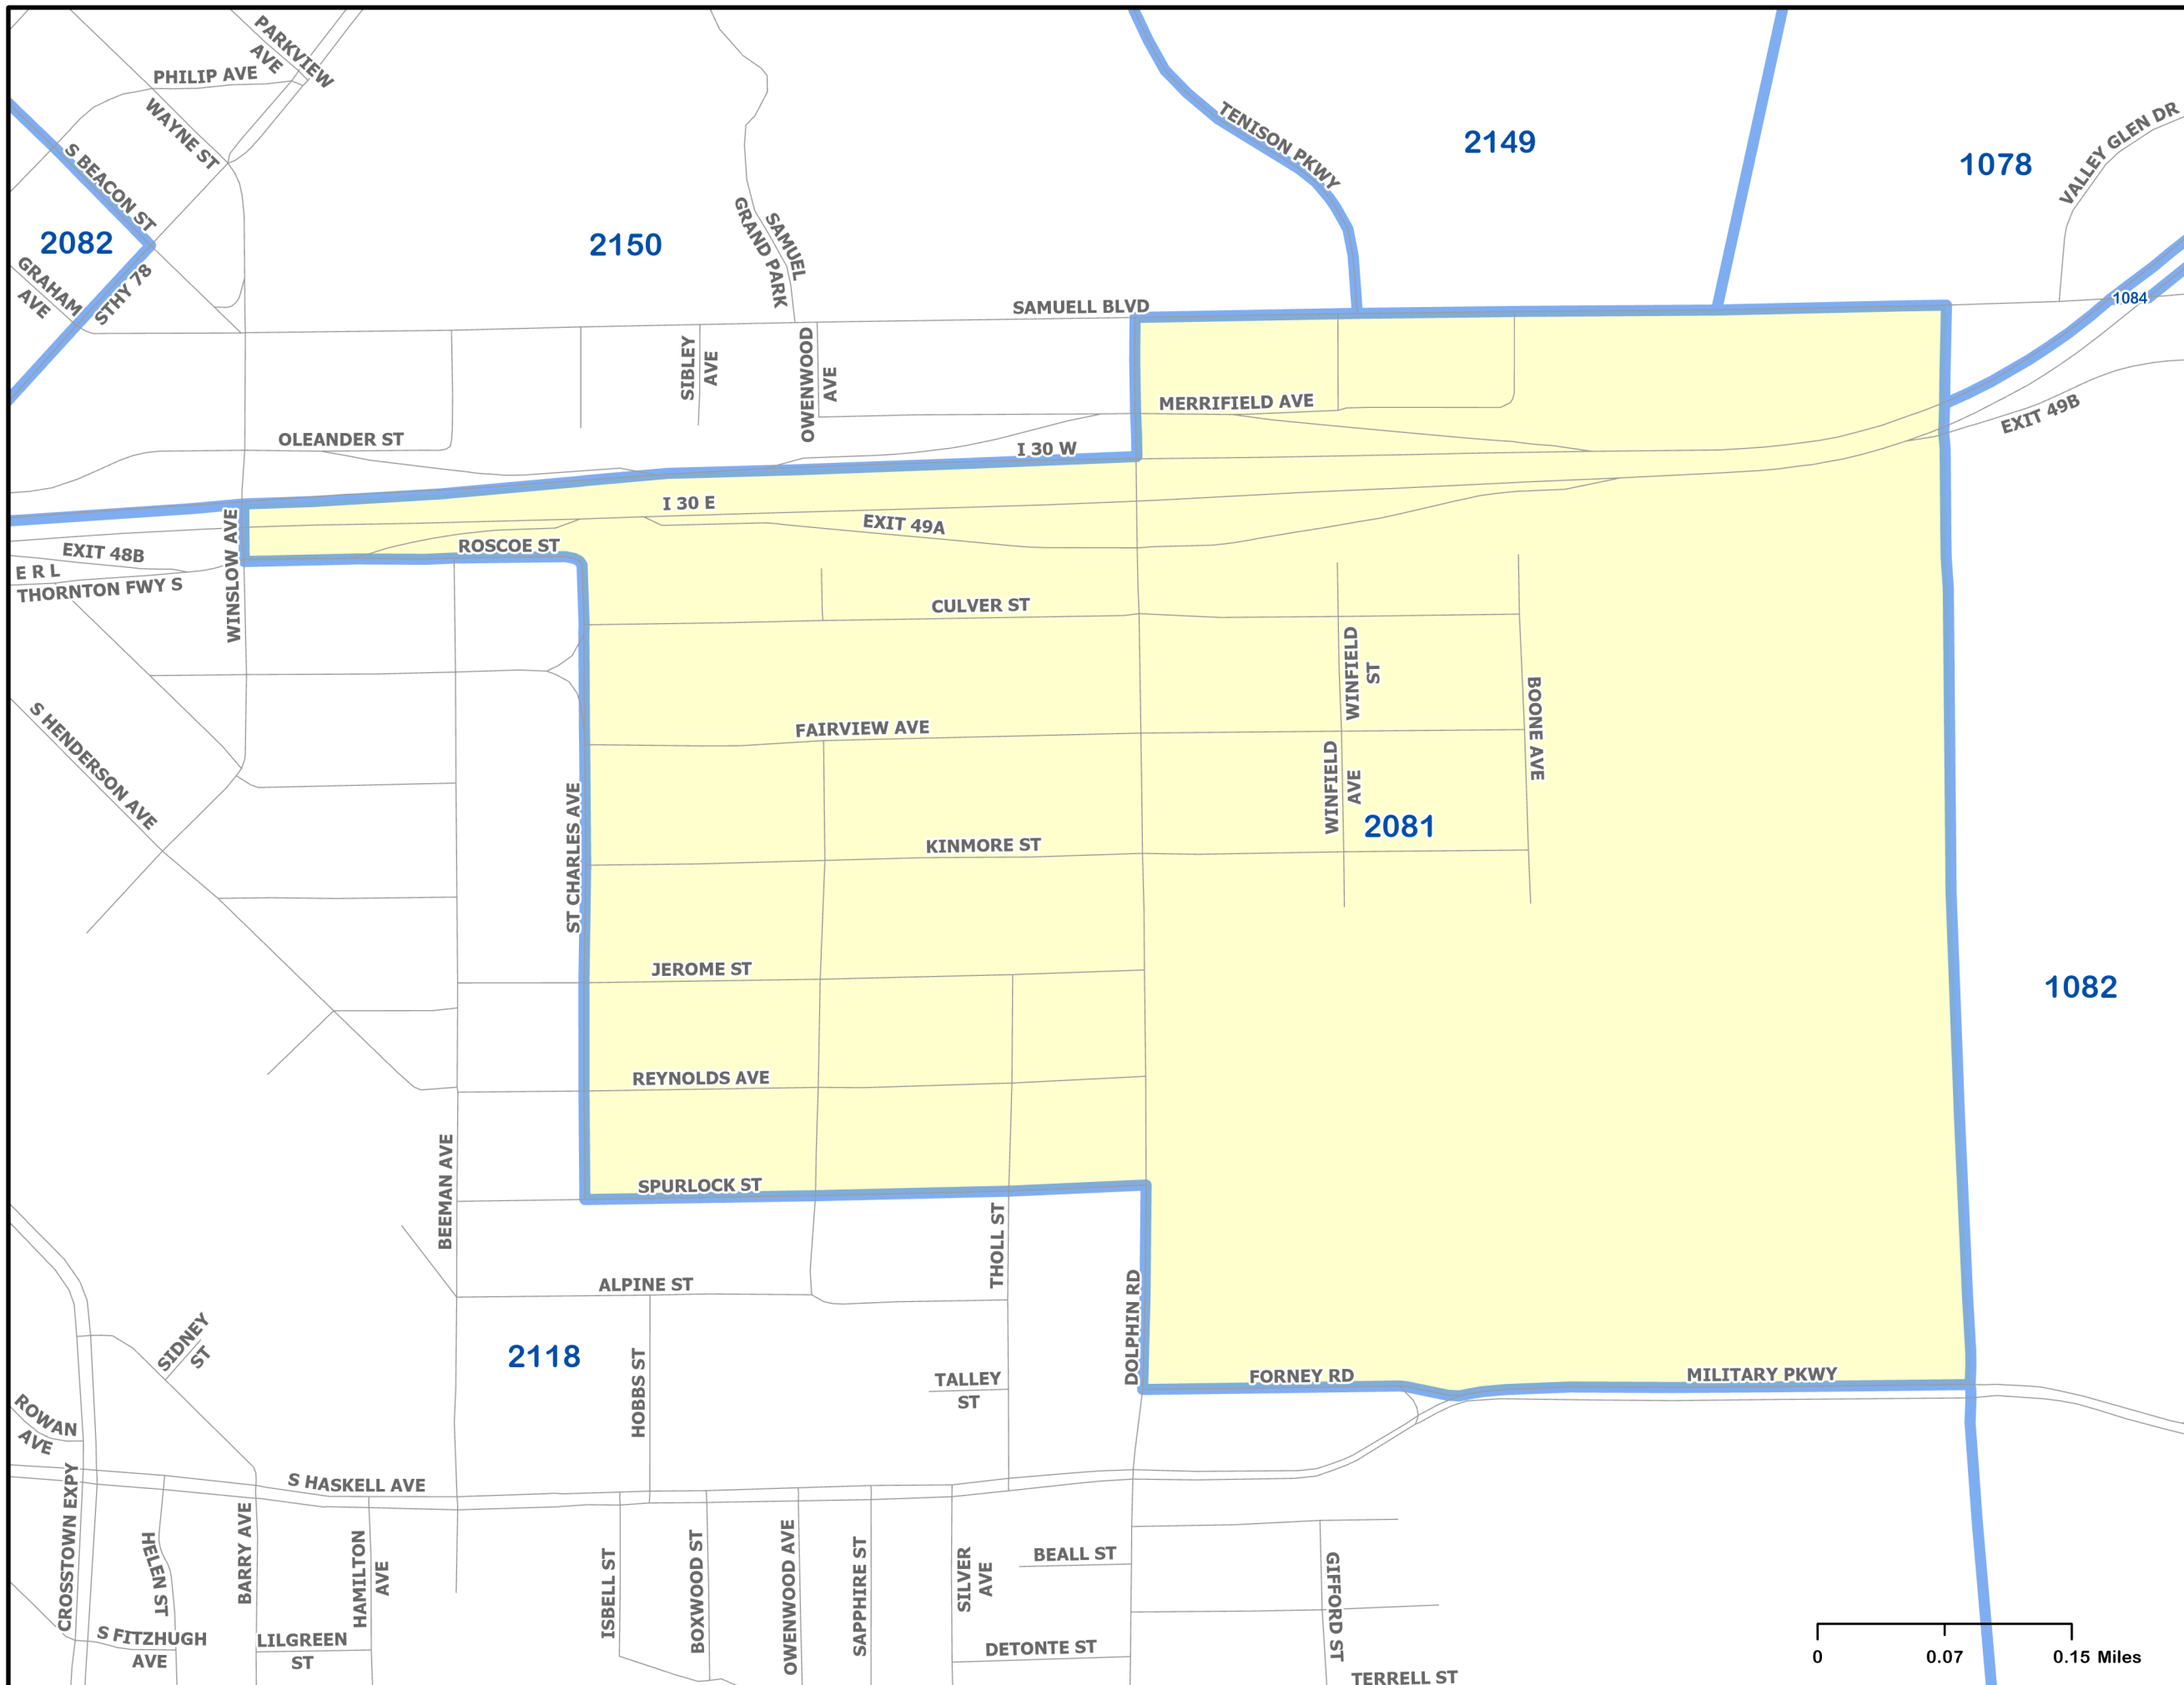 PARKVIEW
AVE
PHILIP AVE
WAYNE ST
S BEACON ST
2082
GRAHAM
AVE
STHY 78
2150
SAMUEL
GRAND PARK
TENISON PKWY
2149
1078
VALLEY GLEN DR
1084
SAMUELL BLVD
SIBLEY
AVE
OWENWOOD
AVE
MERRIFIELD AVE
EXIT 49B
OLEANDER ST
I 30 W
I 30 E
EXIT 49A
WINSLOW AVE
ROSCOE ST
EXIT 48B
E R L
THORNTON FWY S
CULVER ST
WINFIELD
ST
BOONE AVE
FAIRVIEW AVE
S HENDERSON AVE
ST CHARLES AVE
WINFIELD
AVE
2081
KINMORE ST
JEROME ST
1082
REYNOLDS AVE
BEEMAN AVE
SPURLOCK ST
THOLL ST
ALPINE ST
DOLPHIN RD
SIDNEY
ST
2118
HOBBS ST
TALLEY
ST
FORNEY RD
MILITARY PKWY
ROWAN
AVE
S HASKELL AVE
CROSSTOWN EXPY
HELEN ST
BARRY AVE
HAMILTON
AVE
ISBELL ST
BOXWOOD ST
OWENWOOD AVE
SAPPHIRE ST
SILVER
AVE
BEALL ST
GIFFORD ST
S FITZHUGH
AVE
LILGREEN
ST
DETONTE ST
TERRELL ST
0 0.07 0.15 Miles